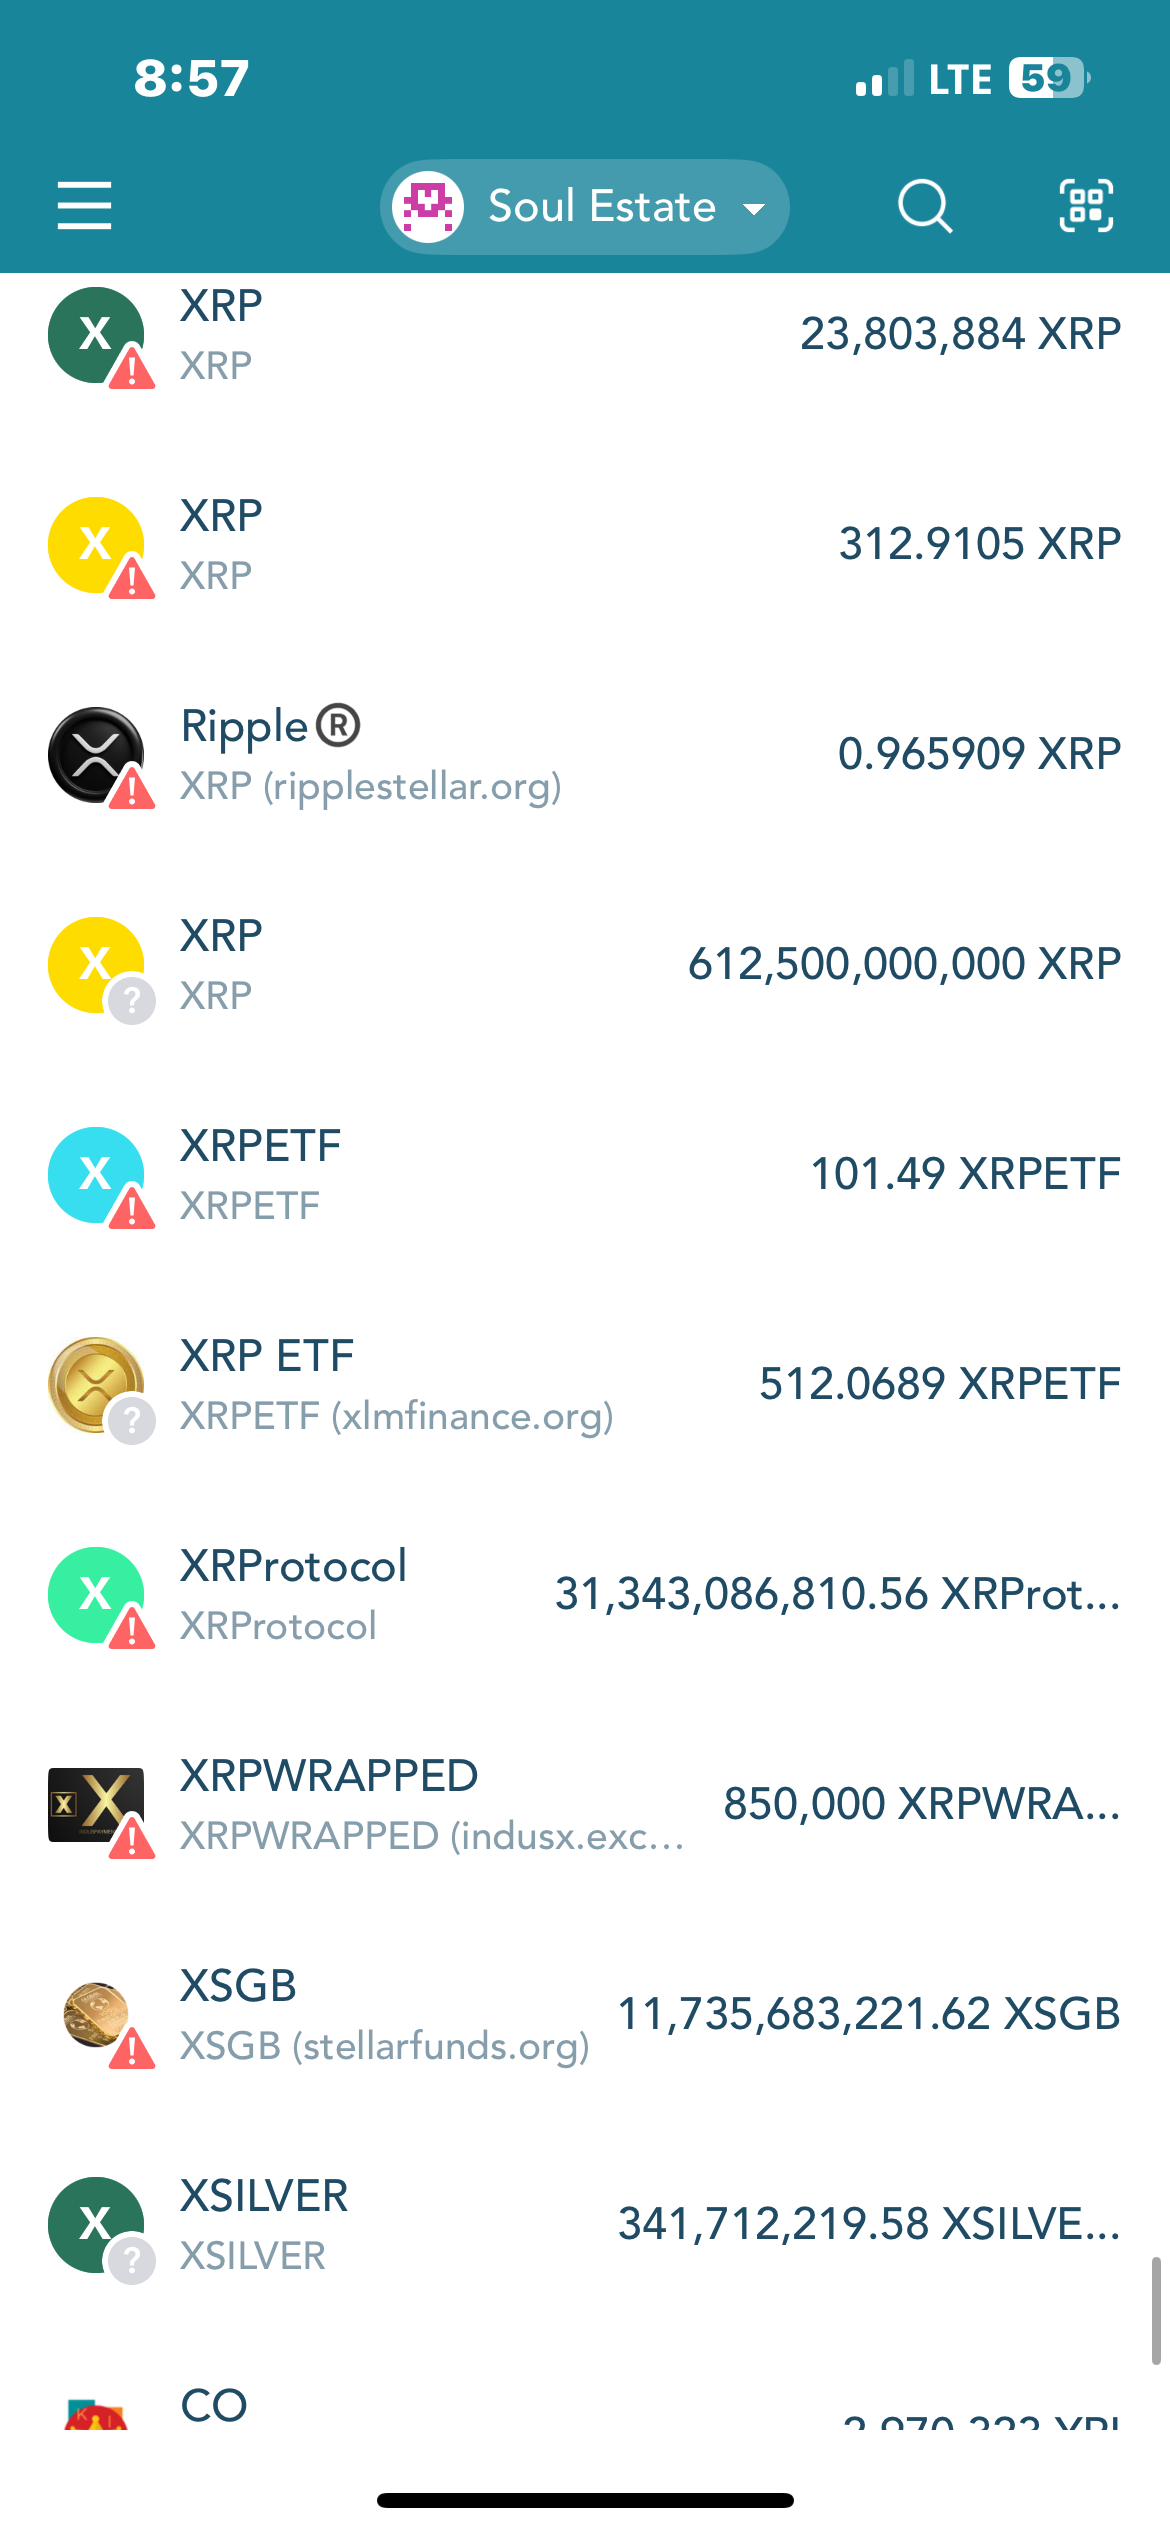 8:57
LTE 59
Soul Estate
X XRP 23,803,884 XRP
XRP
X XRP 312.9105 XRP
XRP
Ripple® 0.965909 XRP
XRP (ripplestellar.org)
X XRP 612,500,000,000 XRP
? XRP
X XRPETF 101.49 XRPETF
XRPETF
XRP ETF 512.0689 XRPETF
? XRPETF (xlmfinance.org)
X XRProtocol 31,343,086,810.56 XRProt...
XRProtocol
X X XRPWRAPPED 850,000 XRPWRA...
XRPWRAPPED (indusx.exc...
XSGB 11,735,683,221.62 XSGB
XSGB (stellarfunds.org)
X XSILVER 341,712,219.58 XSILVE...
? XSILVER
K I CO